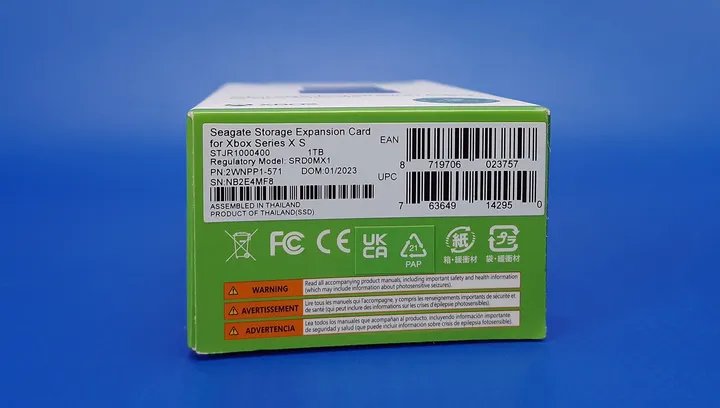 Seagate Storage Expansion Card
for Xbox Series X S
STJR1000400 1TB
Regulatory Model: SRD0MX1
PN:2WNPP1-571 DOM:01/2023
SN:NB2E4MF8
ASSEMBLED IN THAILAND
PRODUCT OF THAILAND(SSD)
EAN
8 719706 023757
UPC
7 63649 14295 0
FC CE UK CA 21 PAP
紙
箱・緩衝材
プラ
袋・緩衝材
WARNING
Read all accompanying product manuals, including important safety and health information
(which may include information about photosensitive seizures).
AVERTISSEMENT
Lire tous les manuels qui l'accompagne, y compris les renseignements importants de sécurité et
de santé (qui peut inclure des informations sur les crises d'épilepsie photosensibles).
ADVERTENCIA
Lea todos los manuales que acompañan al producto, incluyendo información importante
de seguridad y salud (que puede incluir información sobre crisis de epilepsia fotosensible).